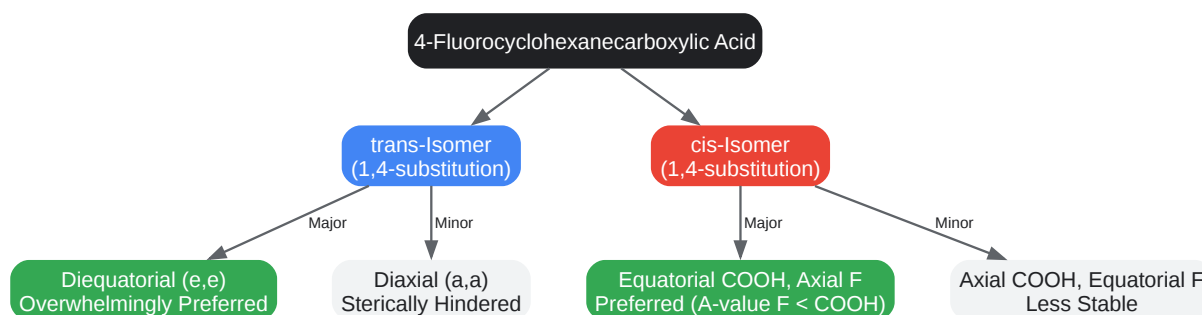 4-Fluorocyclohexanecarboxylic Acid
trans-Isomer
(1,4-substitution)
cis-Isomer
(1,4-substitution)
Major
Minor
Major
Minor
Diequatorial (e,e)
Overwhelmingly Preferred
Diaxial (a,a)
Sterically Hindered
Equatorial COOH, Axial F
Preferred (A-value F < COOH)
Axial COOH, Equatorial F
Less Stable